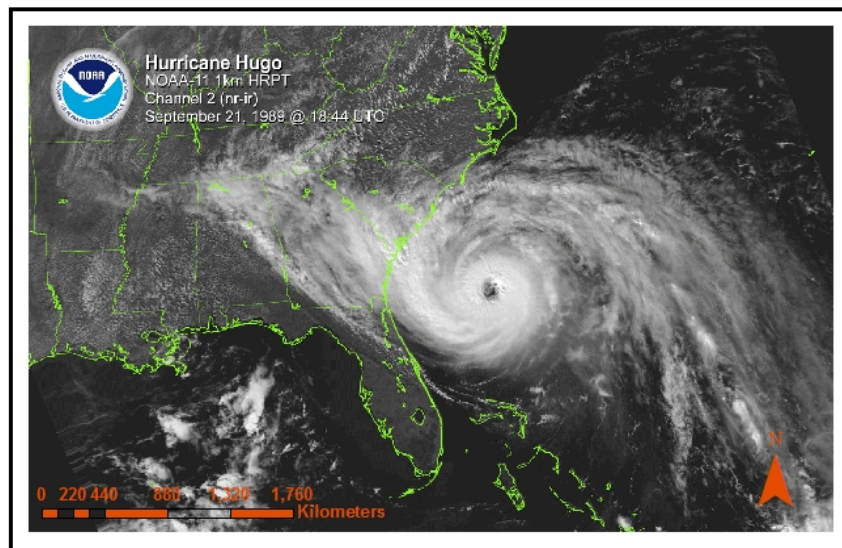 NOAA
Hurricane Hugo
NOAA-11 1km HRPT
Channel 2 (nr-ir)
September 21, 1989 @ 18:44 UTC
N
0 220 440 880 1,320 1,760
Kilometers